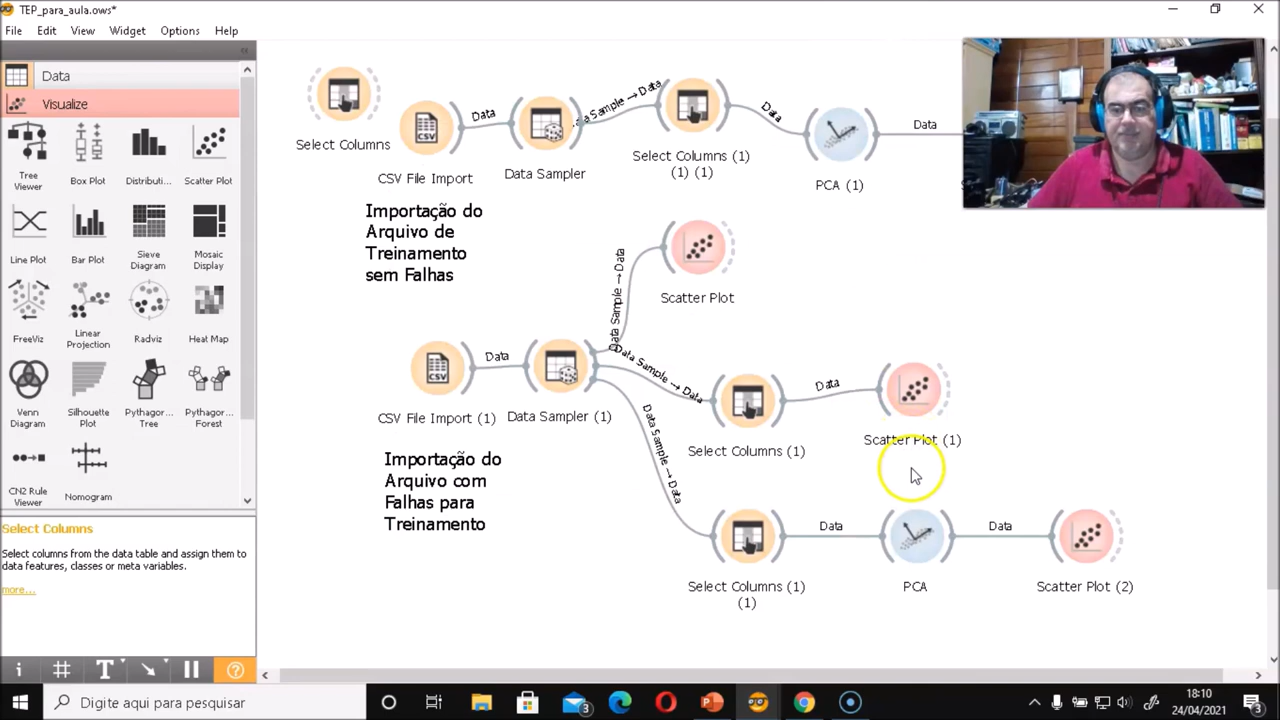 TEP_para_aula.ows*
File Edit View Widget Options Help
Data
Visualize
Tree Viewer
Box Plot
Distributi...
Scatter Plot
Line Plot
Bar Plot
Sieve Diagram
Mosaic Display
FreeViz
Linear Projection
Radviz
Heat Map
Venn Diagram
Silhouette Plot
Pythagor... Tree
Pythagor... Forest
CN2 Rule Viewer
Nomogram
Select Columns
Select columns from the data table and assign them to
data features, classes or meta variables.
more...
Select Columns
CSV File Import
Data
Data Sampler
Data Sample → Data
Select Columns (1)
(1) (1)
Data
PCA (1)
Data
Importação do
Arquivo de
Treinamento
sem Falhas
Data Sample → Data
Scatter Plot
CSV File Import (1)
Data
Data Sampler (1)
Data Sample → Data
Select Columns (1)
Data
Scatter Plot (1)
Importação do
Arquivo com
Falhas para
Treinamento
Data Sample → Data
Select Columns (1)
(1)
Data
PCA
Data
Scatter Plot (2)
Digite aqui para pesquisar
3
18:10
24/04/2021
3